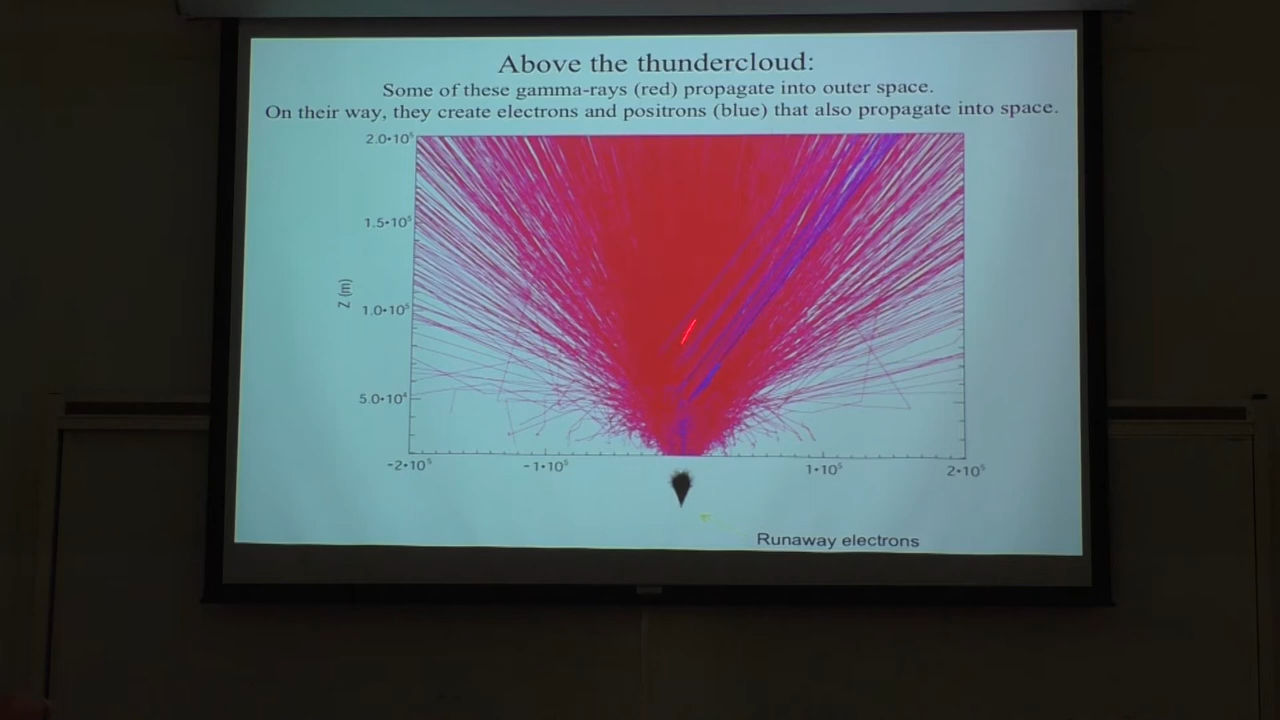 Above the thundercloud:
Some of these gamma-rays (red) propagate into outer space.
On their way, they create electrons and positrons (blue) that also propagate into space.
2.0•10⁵
1.5•10⁵
Z (m)
1.0•10⁵
5.0•10⁴
-2•10⁵
-1•10⁵
1•10⁵
2•10⁵
Runaway electrons